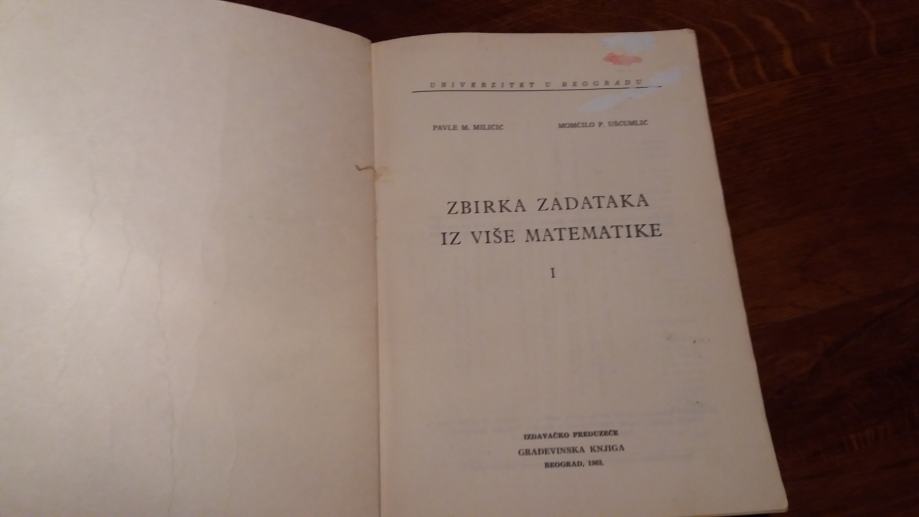 UNIVERZITET U BEOGRADU
PAVLE M. MILIČIĆ
MOMČILO P. UŠĆUMLIĆ
ZBIRKA ZADATAKA
IZ VIŠE MATEMATIKE
I
IZDAVAČKO PREDUZEĆE
GRAĐEVINSKA KNJIGA
BEOGRAD,